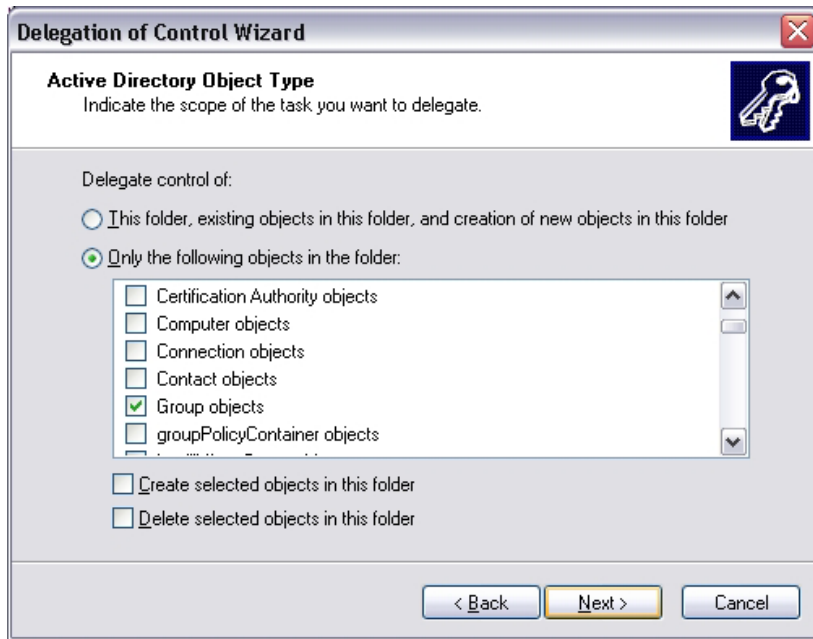 Delegation of Control Wizard
Active Directory Object Type
Indicate the scope of the task you want to delegate.
Delegate control of:
This folder, existing objects in this folder, and creation of new objects in this folder
Only the following objects in the folder:
Certification Authority objects
Computer objects
Connection objects
Contact objects
Group objects
groupPolicyContainer objects
Create selected objects in this folder
Delete selected objects in this folder
< Back
Next >
Cancel